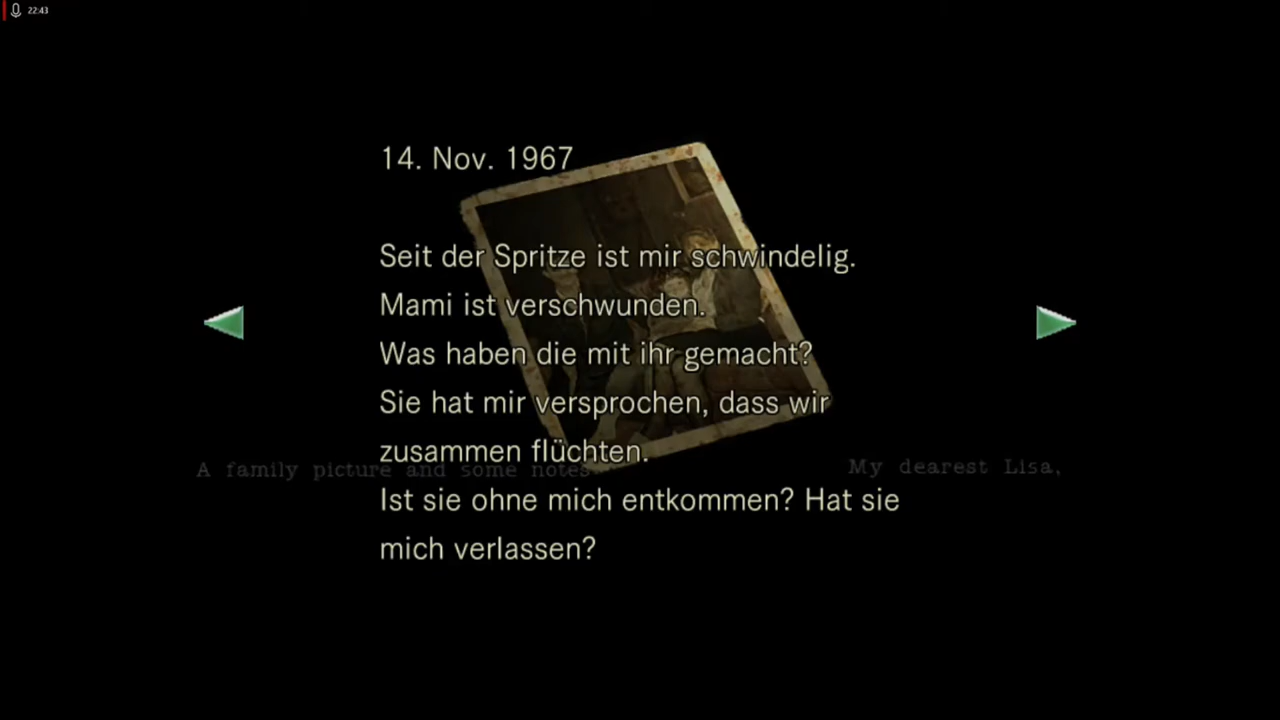 22:43
14. Nov. 1967
Seit der Spritze ist mir schwindelig.
Mami ist verschwunden.
Was haben die mit ihr gemacht?
Sie hat mir versprochen, dass wir
zusammen flüchten.
A family picture and some notes
My dearest Lisa,
Ist sie ohne mich entkommen? Hat sie
mich verlassen?